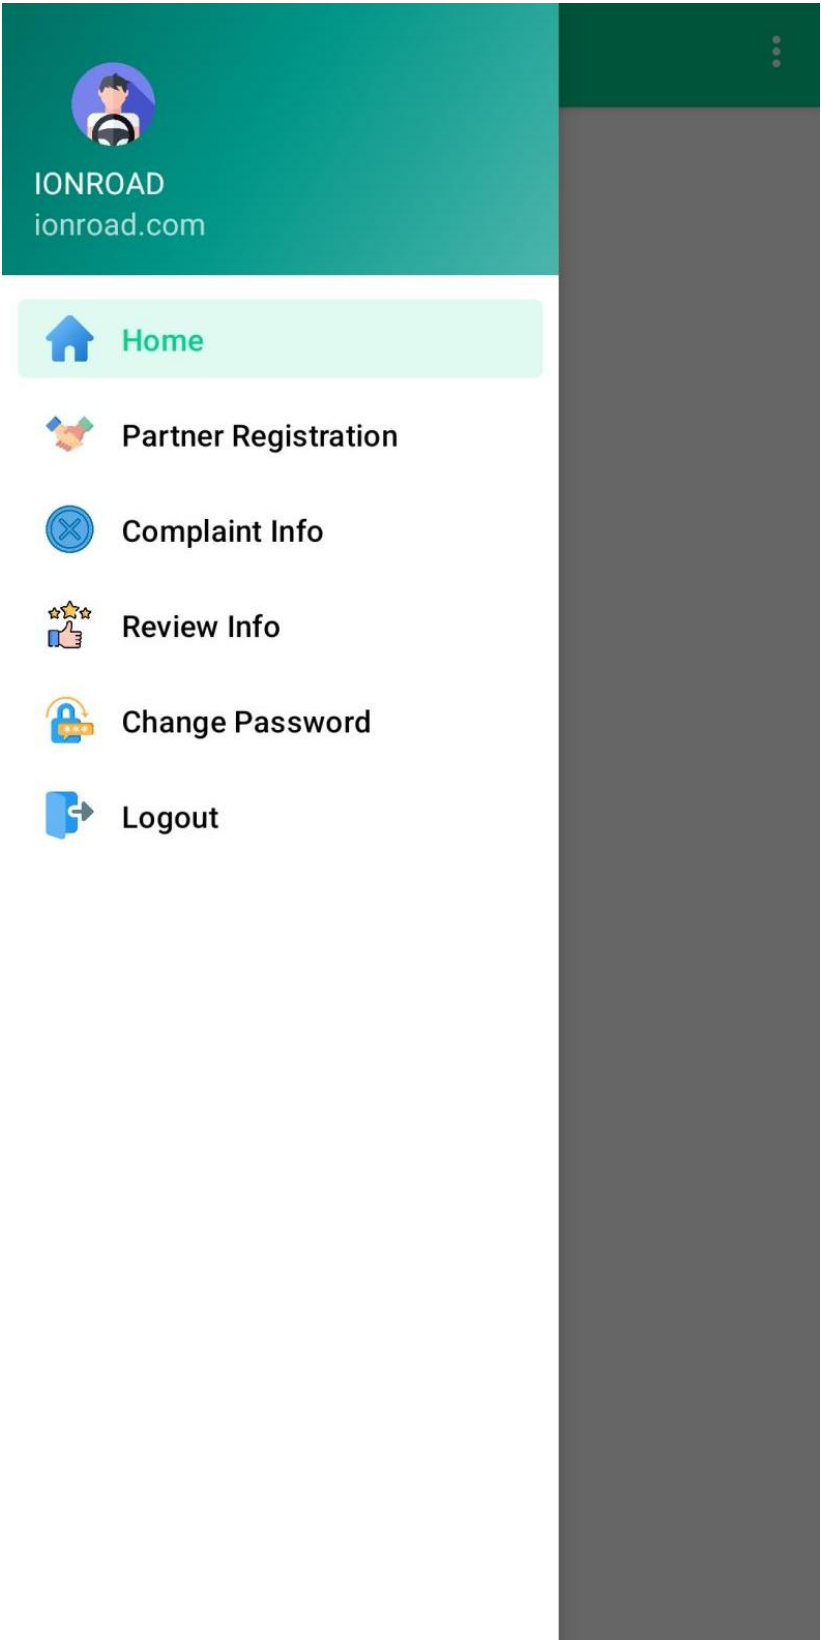 IONROAD
ionroad.com
Home
Partner Registration
Complaint Info
Review Info
Change Password
Logout